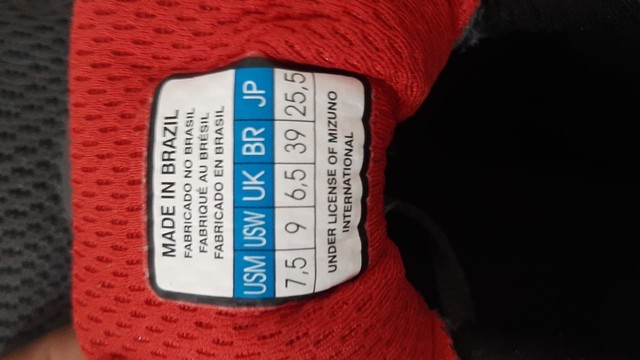 MADE IN BRAZIL
FABRICADO NO BRASIL
FABRIQUÉ AU BRÉSIL
FABRICADO EN BRASIL
USM USW UK BR JP
7,5 9 6,5 39 25,5
UNDER LICENSE OF MIZUNO
INTERNATIONAL